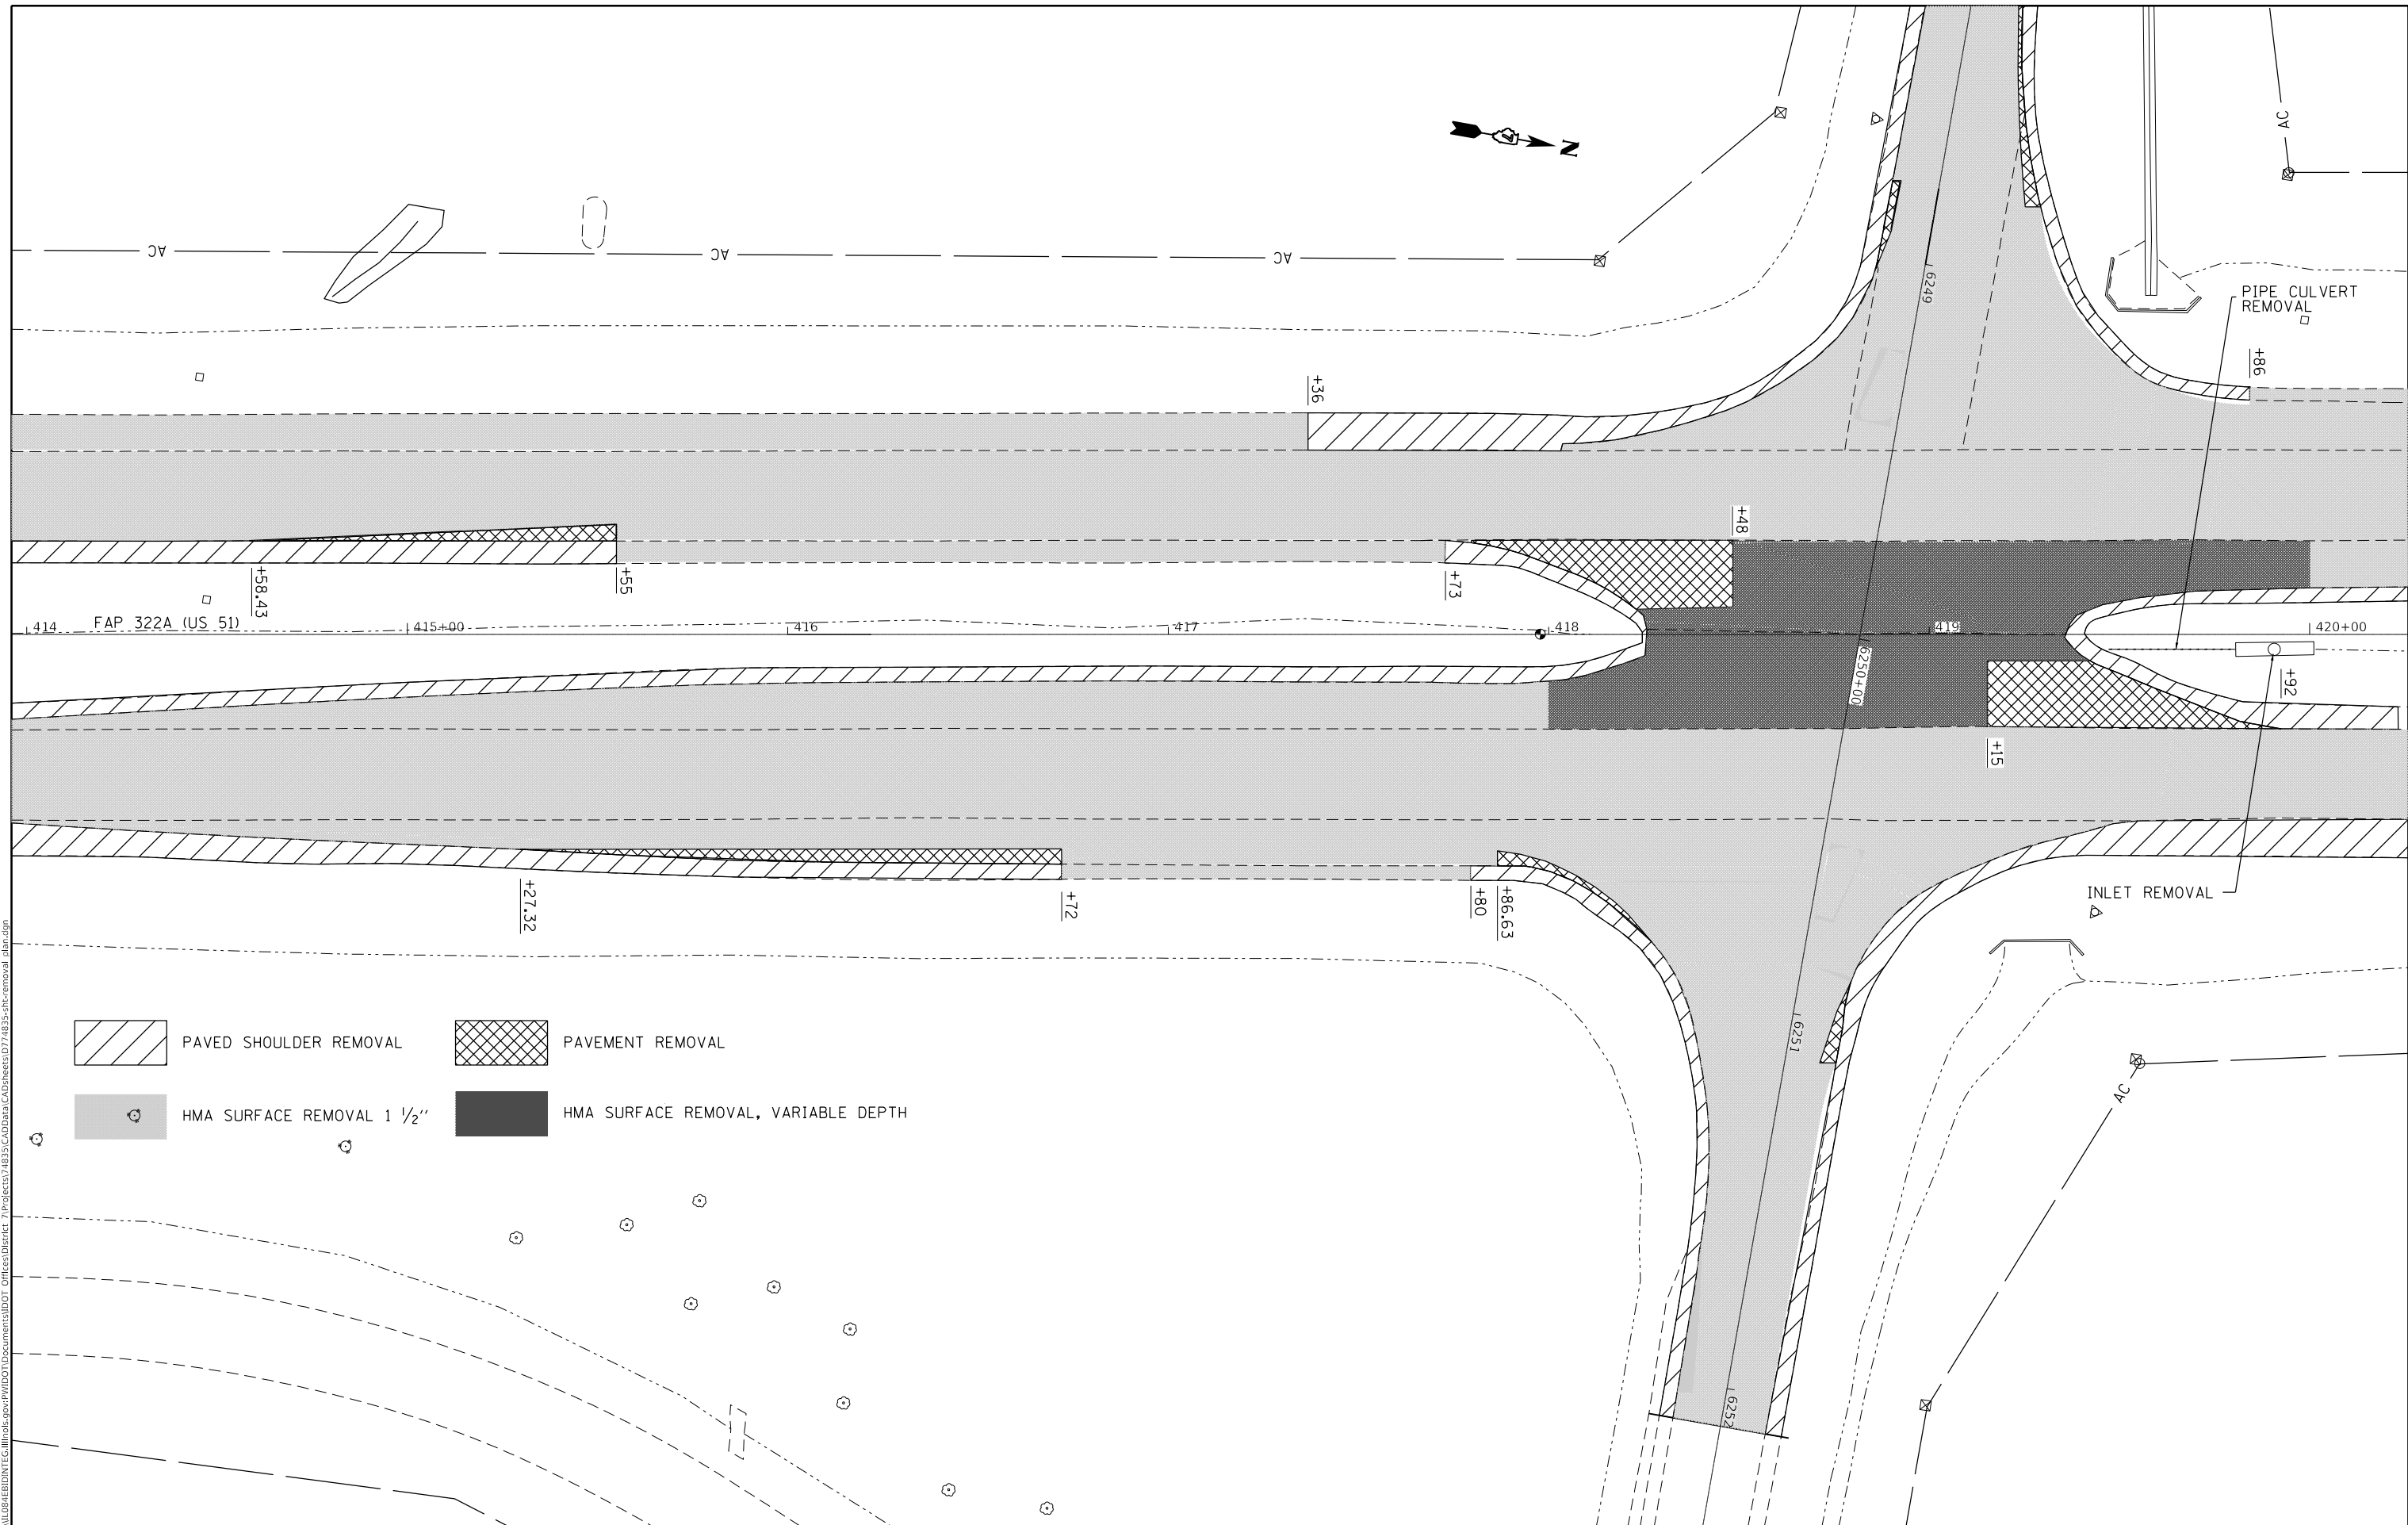 N
AC
AC
AC
AC
6249
PIPE CULVERT
REMOVAL
+86
+36
+48
+58.43
+55
+73
FAP 322A (US 51)
414
415+00
416
417
418
419
420+00
6250+00
+92
+15
+27.32
+72
+80
+86.63
INLET REMOVAL
6251
AC
PAVED SHOULDER REMOVAL
PAVEMENT REMOVAL
HMA SURFACE REMOVAL 1 1/2''
HMA SURFACE REMOVAL, VARIABLE DEPTH
6252